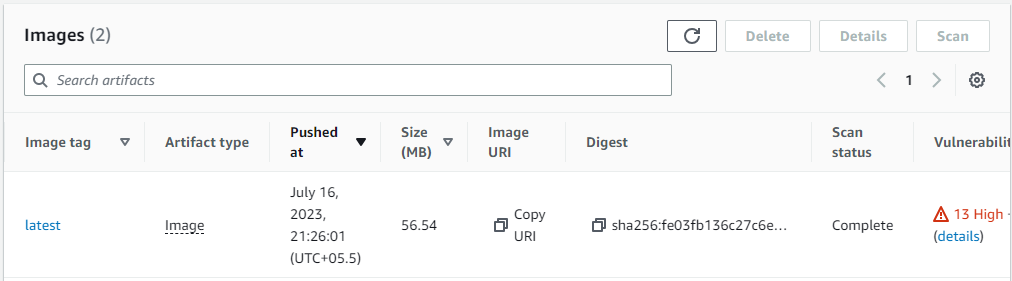 Images (2)
Delete
Details
Scan
Search artifacts
1
Image tag
Artifact type
Pushed
at
Size
(MB)
Image
URI
Digest
Scan
status
Vulnerabilit
latest
Image
July 16,
2023,
21:26:01
(UTC+05.5)
56.54
Copy
URI
sha256:fe03fb136c27c6e...
Complete
13 High
(details)